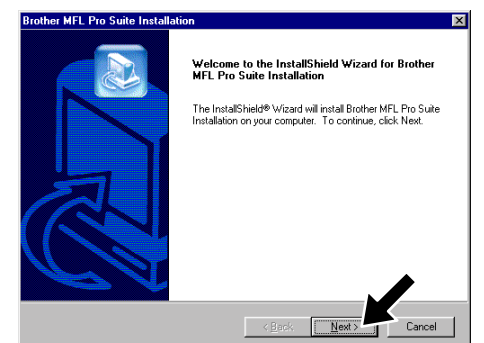 Brother MFL Pro Suite Installation
Welcome to the InstallShield Wizard for Brother
MFL Pro Suite Installation
The InstallShield® Wizard will install Brother MFL Pro Suite
Installation on your computer. To continue, click Next.
< Back
Next >
Cancel